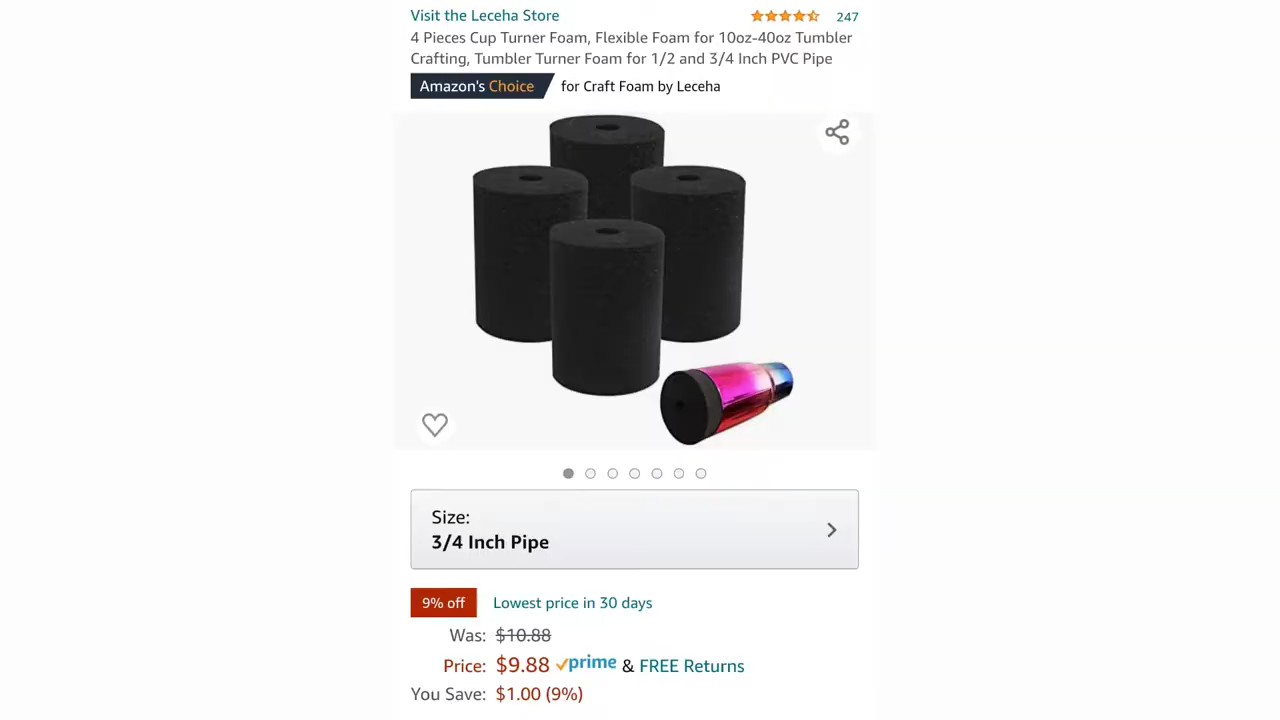 Visit the Leceha Store 247
4 Pieces Cup Turner Foam, Flexible Foam for 10oz-40oz Tumbler
Crafting, Tumbler Turner Foam for 1/2 and 3/4 Inch PVC Pipe
Amazon's Choice for Craft Foam by Leceha
Size:
3/4 Inch Pipe
9% off Lowest price in 30 days
Was: $10.88
Price: $9.88 prime & FREE Returns
You Save: $1.00 (9%)